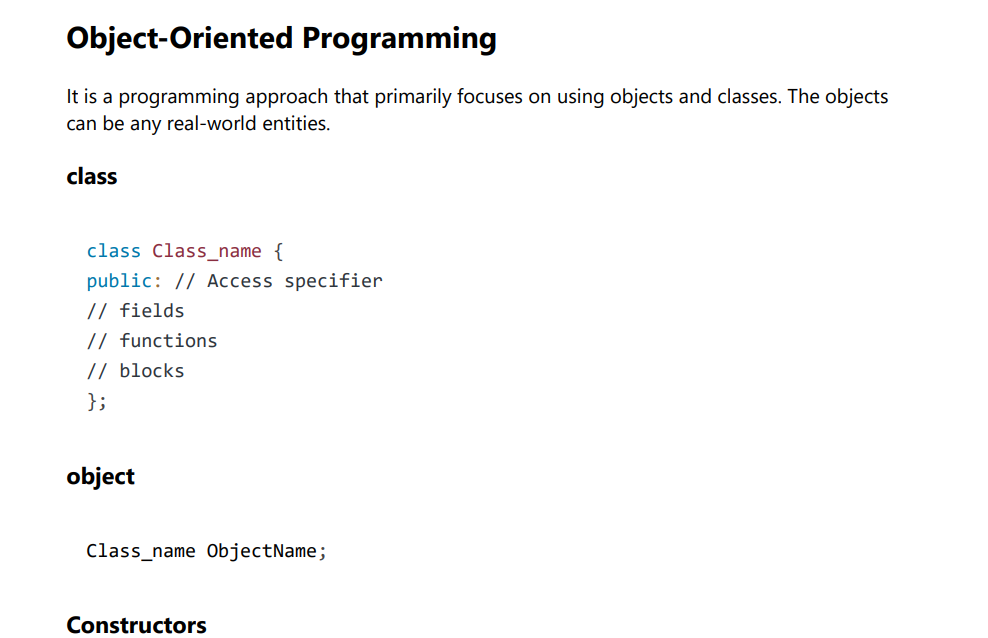 Object-Oriented Programming
It is a programming approach that primarily focuses on using objects and classes. The objects
can be any real-world entities.
class
class Class_name {
public: // Access specifier
// fields
// functions
// blocks
};
object
Class_name ObjectName;
Constructors